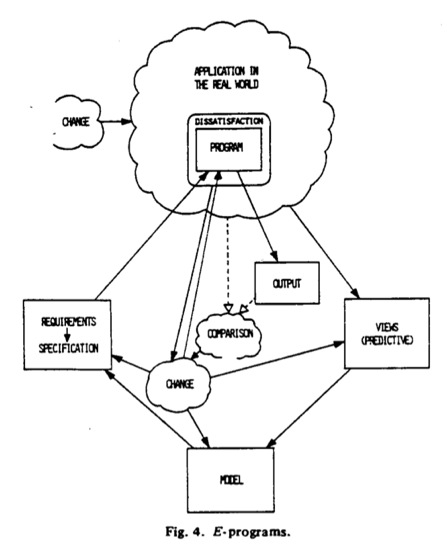 APPLICATION IN
THE REAL WORLD
CHANGE
DISSATISFACTION
PROGRAM
OUTPUT
REQUIREMENTS
SPECIFICATION
COMPARISON
VIEWS
(PREDICTIVE)
CHANGE
MODEL
Fig. 4. E-programs.